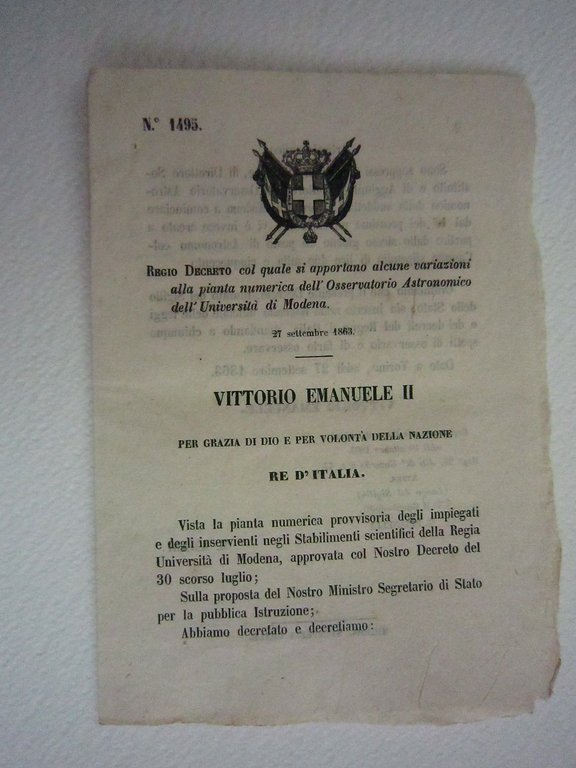 N.° 1495.
REGIO DECRETO col quale si apportano alcune variazioni
alla pianta numerica dell'Osservatorio Astronomico
dell'Università di Modena.
27 settembre 1863.
VITTORIO EMANUELE II
PER GRAZIA DI DIO E PER VOLONTÀ DELLA NAZIONE
RE D'ITALIA.
Vista la pianta numerica provvisoria degli impiegati
e degli inservienti negli Stabilimenti scientifici della Regia
Università di Modena, approvata col Nostro Decreto del
30 scorso luglio;
Sulla proposta del Nostro Ministro Segretario di Stato
per la pubblica Istruzione;
Abbiamo decretato e decretiamo: